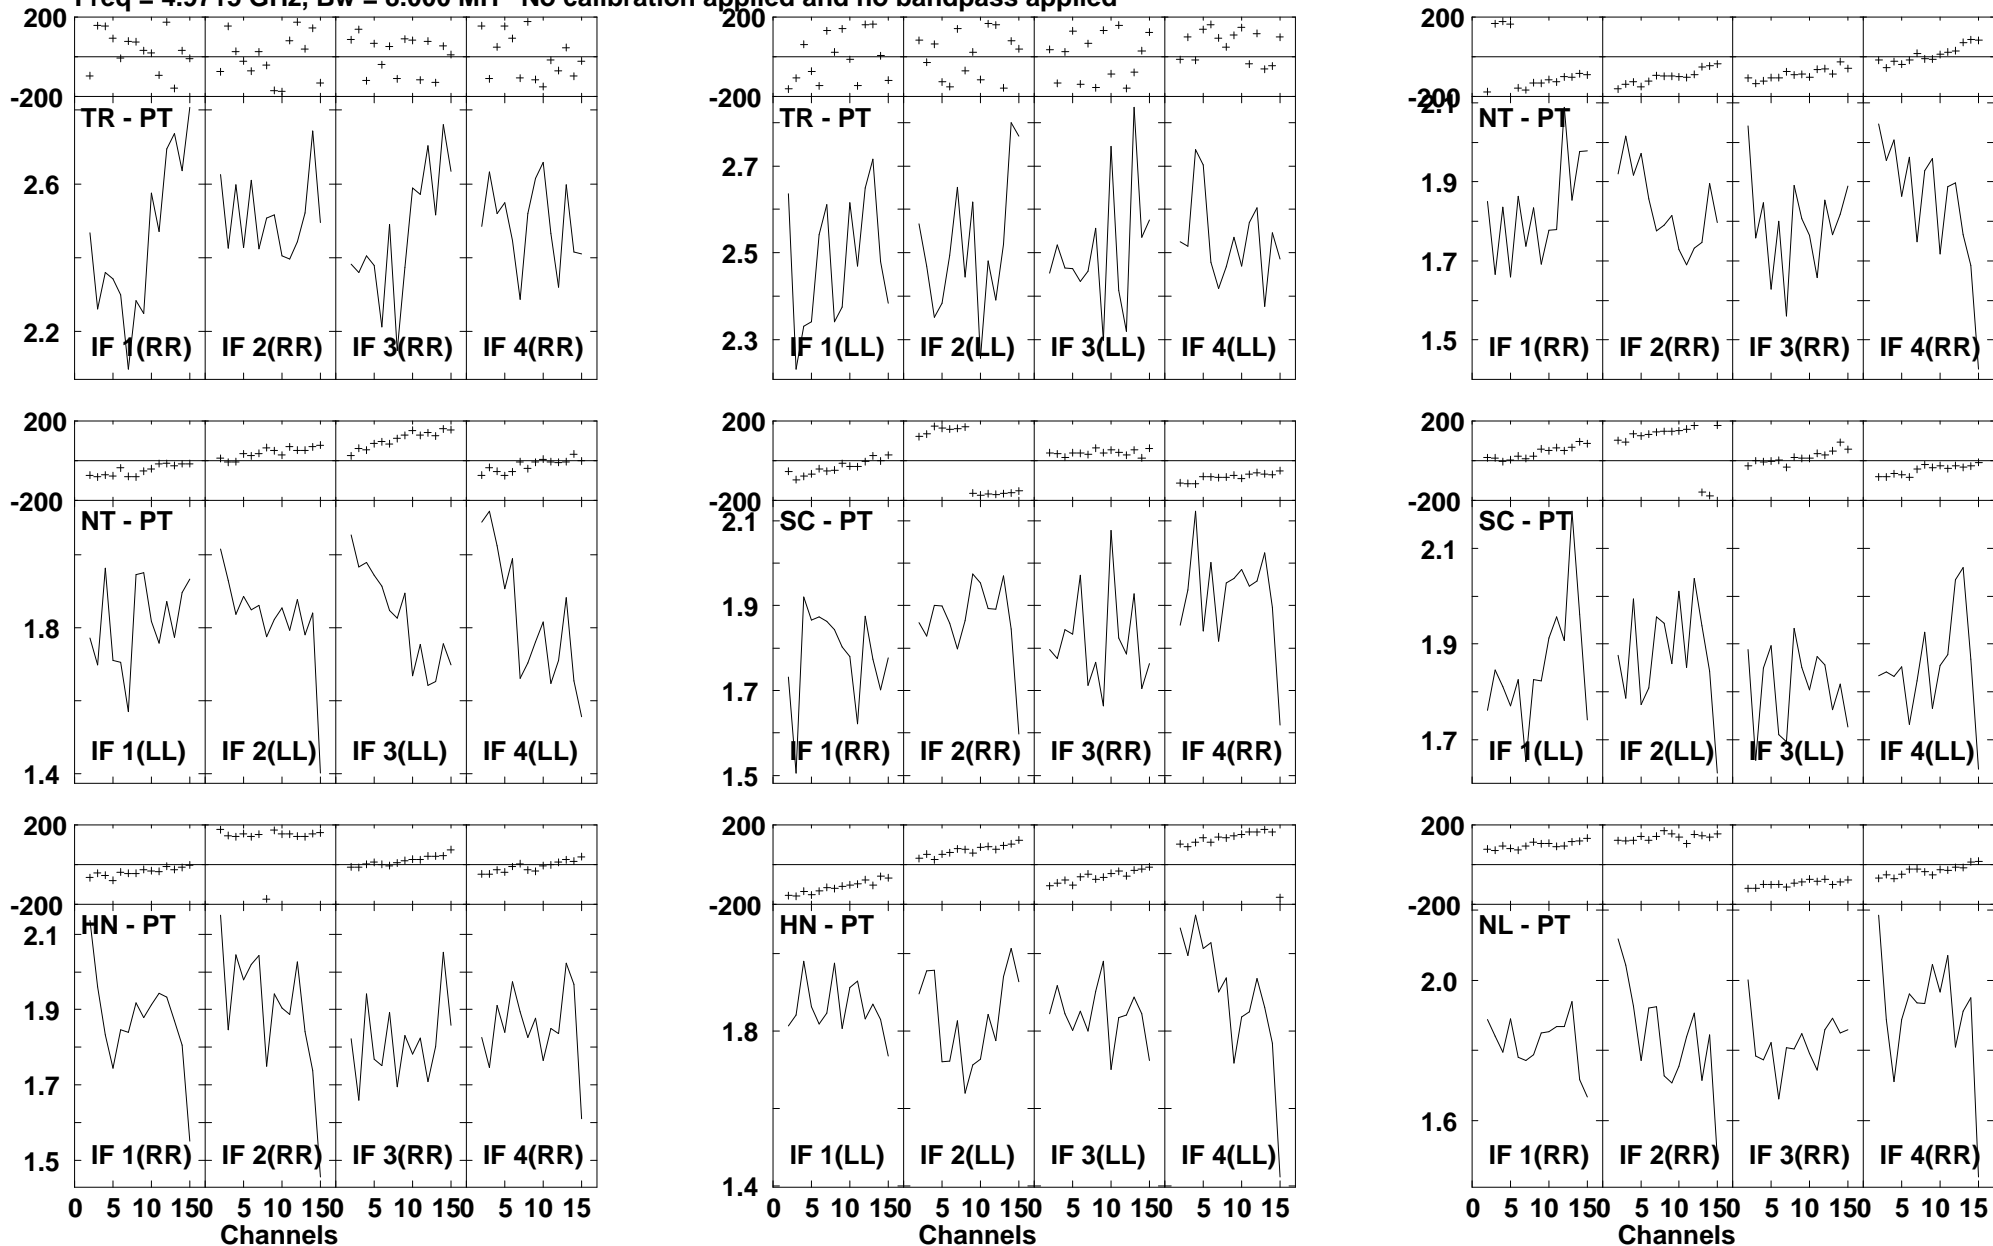 No calibration applied and no bandpass applied
200 200 200
-200 -200 -200
TR - PT TR - PT NT - PT
2.6 2.2
2.7 2.5 2.3
2.1 1.9 1.7 1.5
IF 1(RR) IF 2(RR) IF 3(RR) IF 4(RR)
IF 1(LL) IF 2(LL) IF 3(LL) IF 4(LL)
IF 1(RR) IF 2(RR) IF 3(RR) IF 4(RR)
200 200 200
-200 -200 -200
NT - PT SC - PT SC - PT
1.8 1.4
2.1 1.9 1.7 1.5
2.1 1.9 1.7
IF 1(LL) IF 2(LL) IF 3(LL) IF 4(LL)
IF 1(RR) IF 2(RR) IF 3(RR) IF 4(RR)
IF 1(LL) IF 2(LL) IF 3(LL) IF 4(LL)
200 200 200
-200 -200 -200
HN - PT HN - PT NL - PT
2.1 1.9 1.7 1.5
1.8 1.4
2.0 1.6
IF 1(RR) IF 2(RR) IF 3(RR) IF 4(RR)
IF 1(LL) IF 2(LL) IF 3(LL) IF 4(LL)
IF 1(RR) IF 2(RR) IF 3(RR) IF 4(RR)
0 5 10 150 5 10 150 5 10 150 5 10 15
0 5 10 150 5 10 150 5 10 150 5 10 15
0 5 10 150 5 10 150 5 10 150 5 10 15
Channels Channels Channels